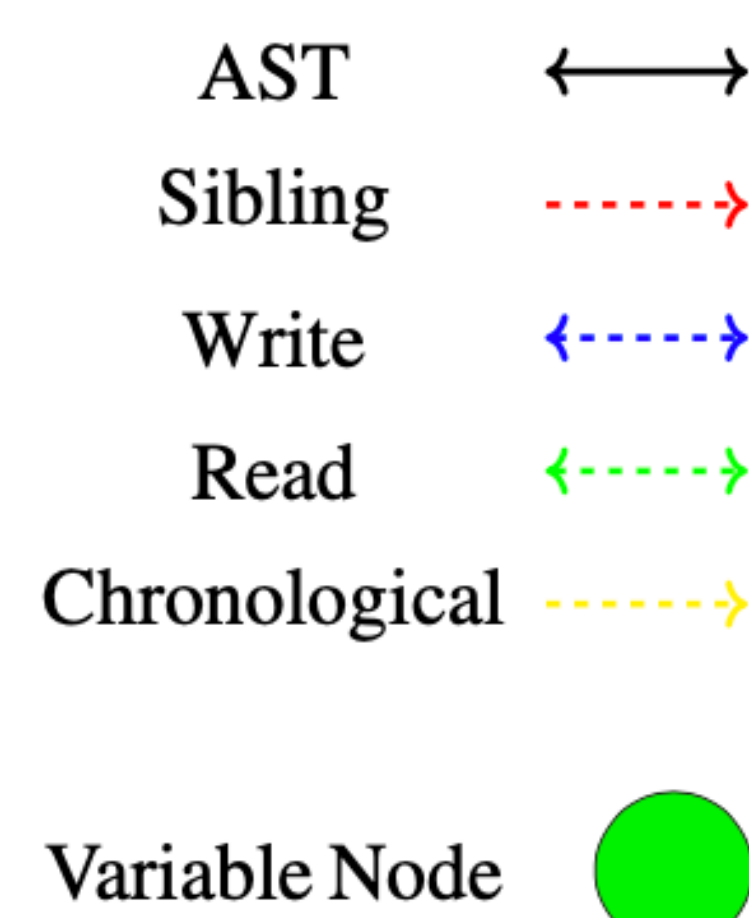 AST
Sibling
Write
Read
Chronological
Variable Node